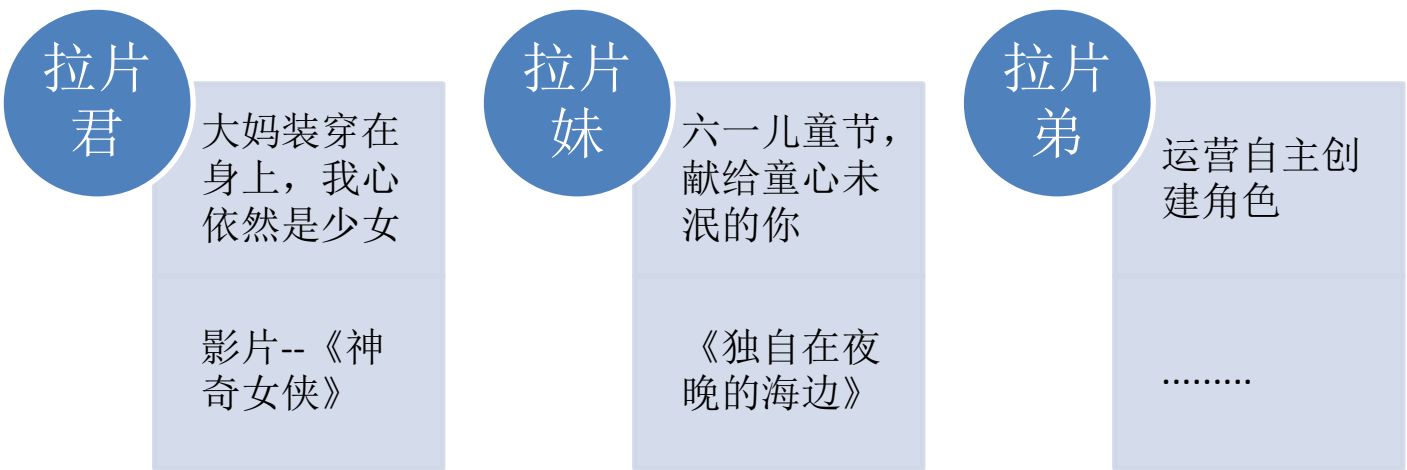 拉片
君
大妈装穿在
身上，我心
依然是少女
影片--《神
奇女侠》
拉片
妹
六一儿童节，
献给童心未
泯的你
《独自在夜
晚的海边》
拉片
弟
运营自主创
建角色
.........